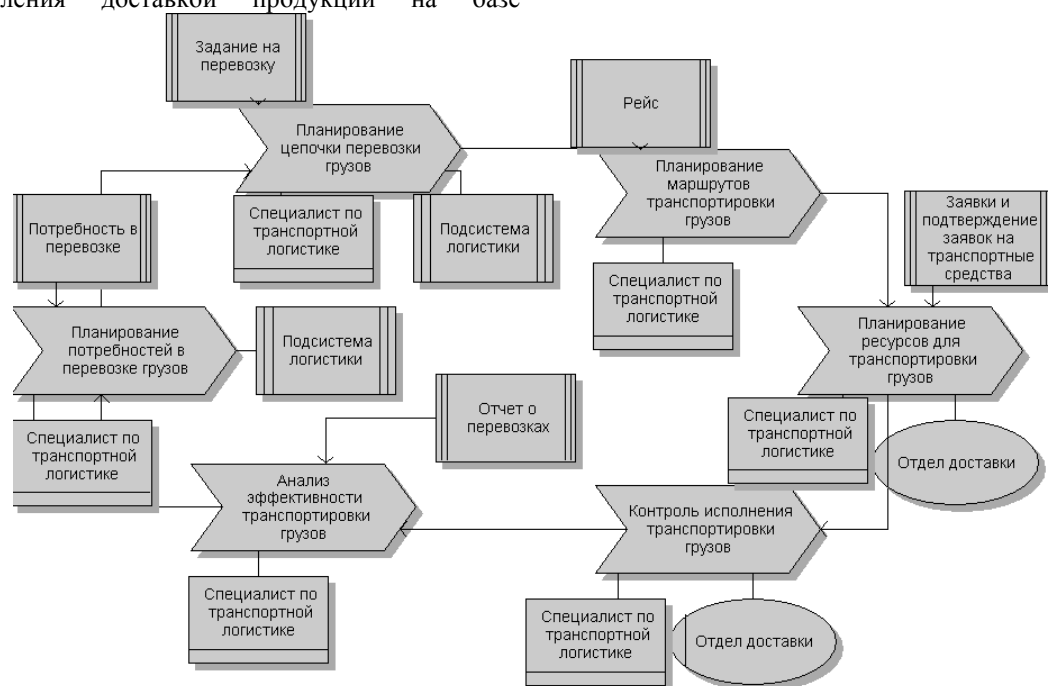 ления доставкой продукции на базе
Задание на
перевозку
Рейс
Планирование
цепочки перевозки
грузов
Планирование
маршрутов
транспортировки
грузов
Потребность в
перевозке
Специалист по
транспортной
логистике
Подсистема
логистики
Заявки и
подтверждение
заявок на
транспортные
средства
Специалист по
транспортной
логистике
Планирование
потребностей в
перевозке грузов
Подсистема
логистики
Планирование
ресурсов для
транспортировки
грузов
Отчет о
перевозках
Специалист по
транспортной
логистике
Специалист по
транспортной
логистике
Отдел доставки
Анализ
эффективности
транспортировки
грузов
Контроль исполнения
транспортировки
грузов
Специалист по
транспортной
логистике
Специалист по
транспортной
логистике
Отдел доставки